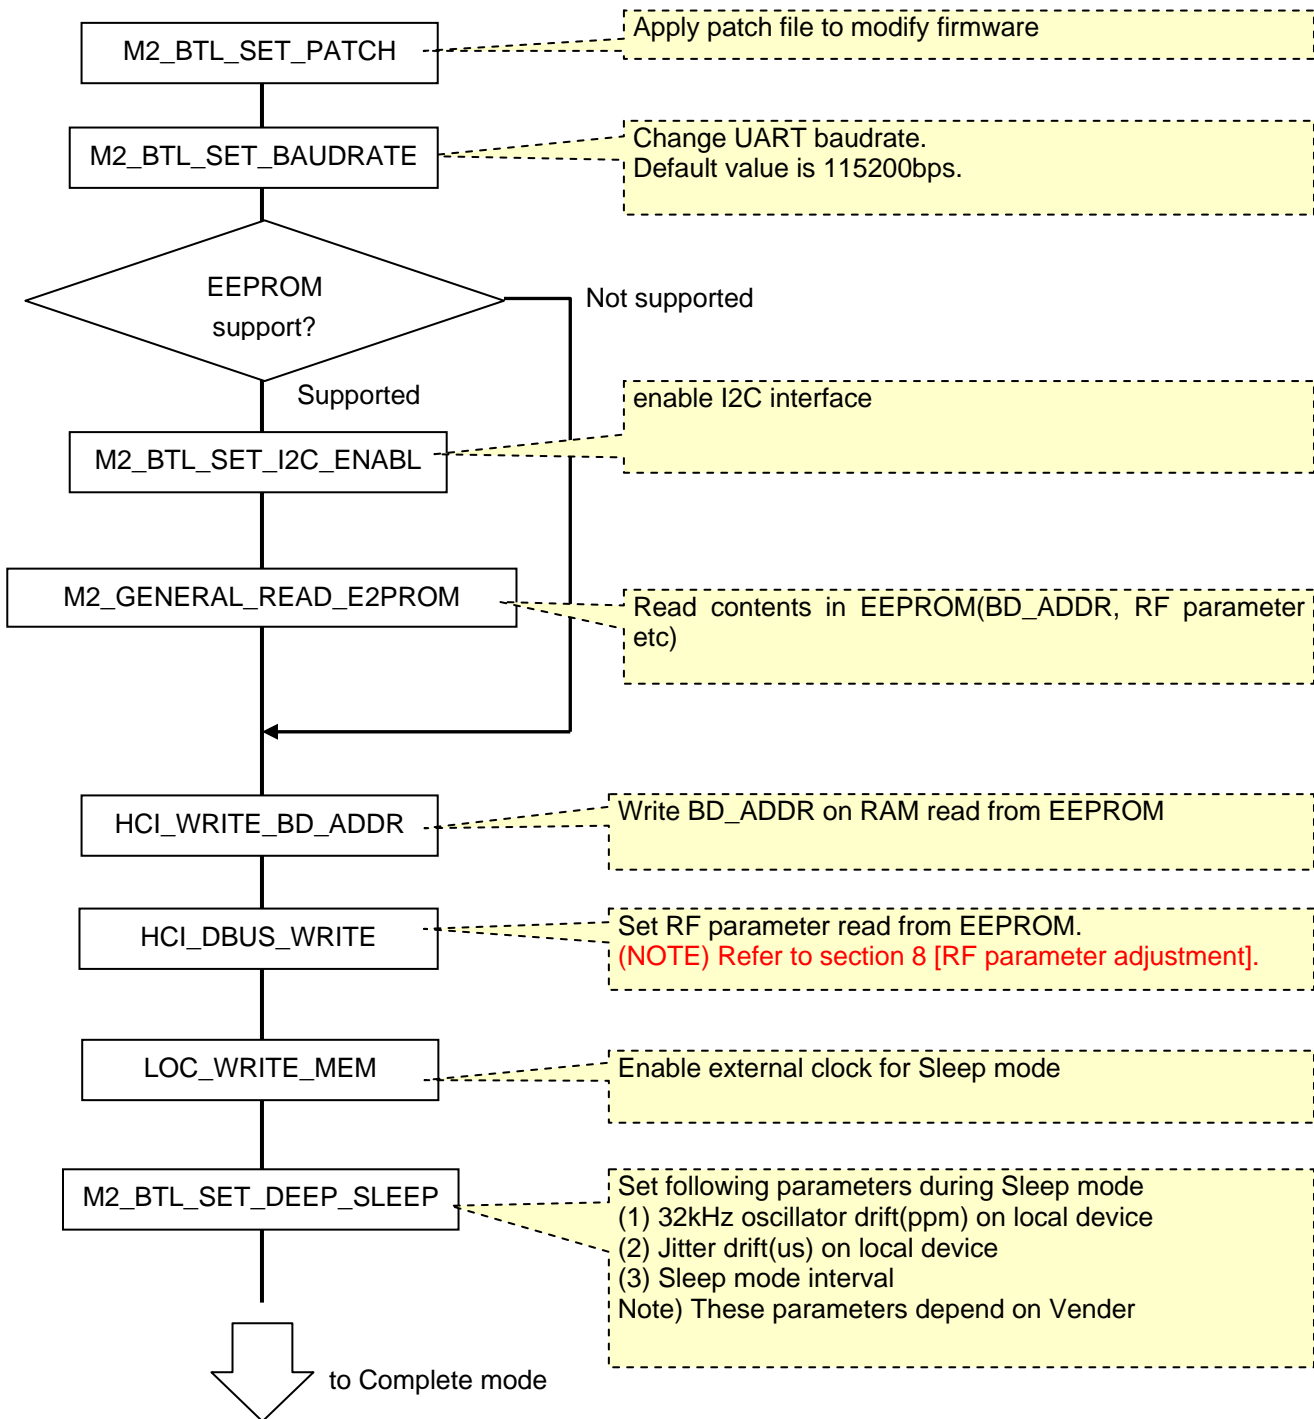 M2_BTL_SET_PATCH
Apply patch file to modify firmware
M2_BTL_SET_BAUDRATE
Change UART baudrate.
Default value is 115200bps.
EEPROM
support?
Not supported
Supported
M2_BTL_SET_I2C_ENABL
enable I2C interface
M2_GENERAL_READ_E2PROM
Read contents in EEPROM(BD_ADDR, RF parameter
etc)
HCI_WRITE_BD_ADDR
Write BD_ADDR on RAM read from EEPROM
HCI_DBUS_WRITE
Set RF parameter read from EEPROM.
(NOTE) Refer to section 8 [RF parameter adjustment].
LOC_WRITE_MEM
Enable external clock for Sleep mode
M2_BTL_SET_DEEP_SLEEP
Set following parameters during Sleep mode
(1) 32kHz oscillator drift(ppm) on local device
(2) Jitter drift(us) on local device
(3) Sleep mode interval
Note) These parameters depend on Vender
to Complete mode